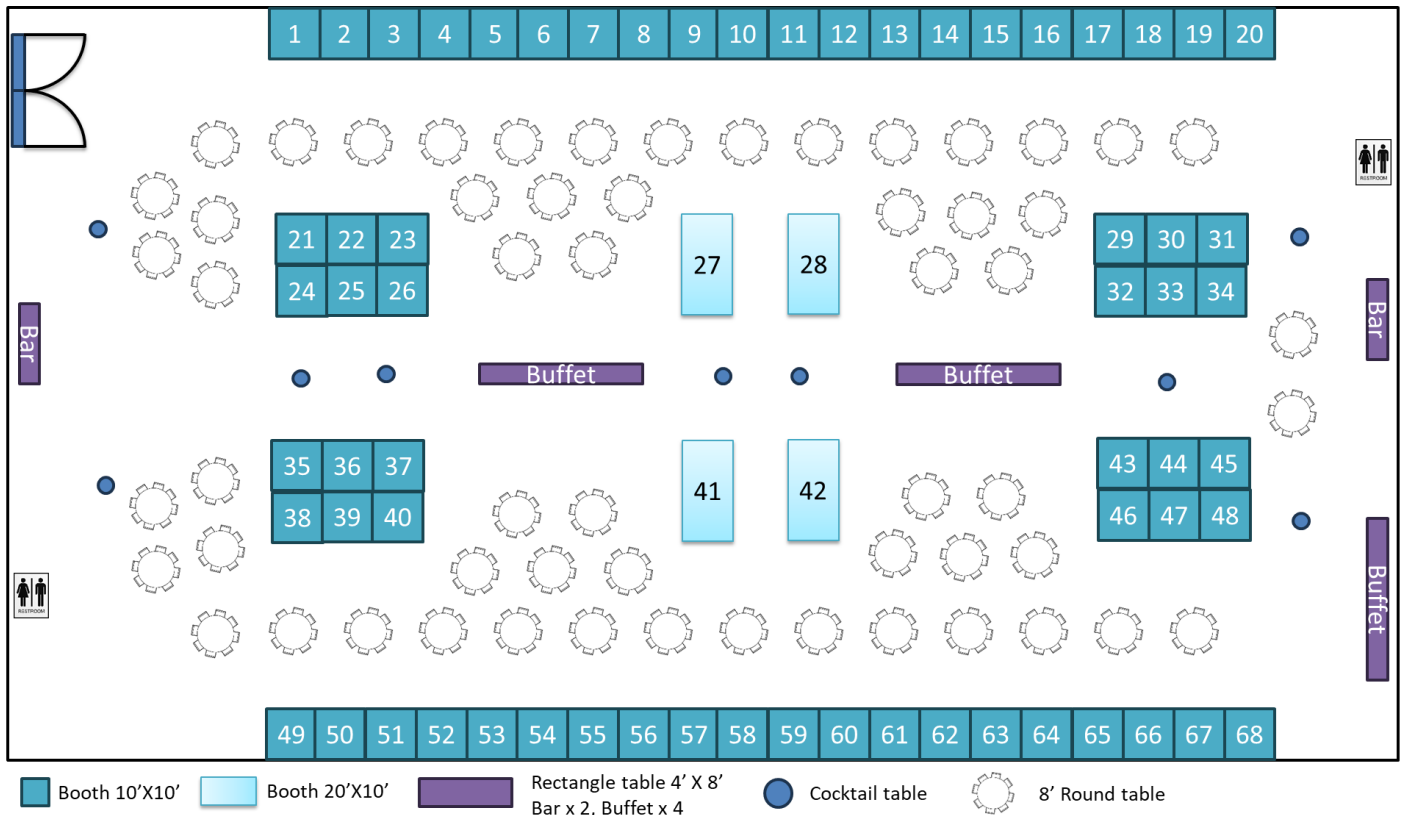 1 2 3 4 5 6 7 8 9 10 11 12 13 14 15 16 17 18 19 20
RESTROOM
21 22 23
27
28
29 30 31
24 25 26
32 33 34
Bar
Bar
Buffet
Buffet
35 36 37
41
42
43 44 45
38 39 40
46 47 48
Buffet
RESTROOM
49 50 51 52 53 54 55 56 57 58 59 60 61 62 63 64 65 66 67 68
Booth 10’X10’
Booth 20’X10’
Rectangle table 4’ X 8’
Bar x 2, Buffet x 4
Cocktail table
8’ Round table